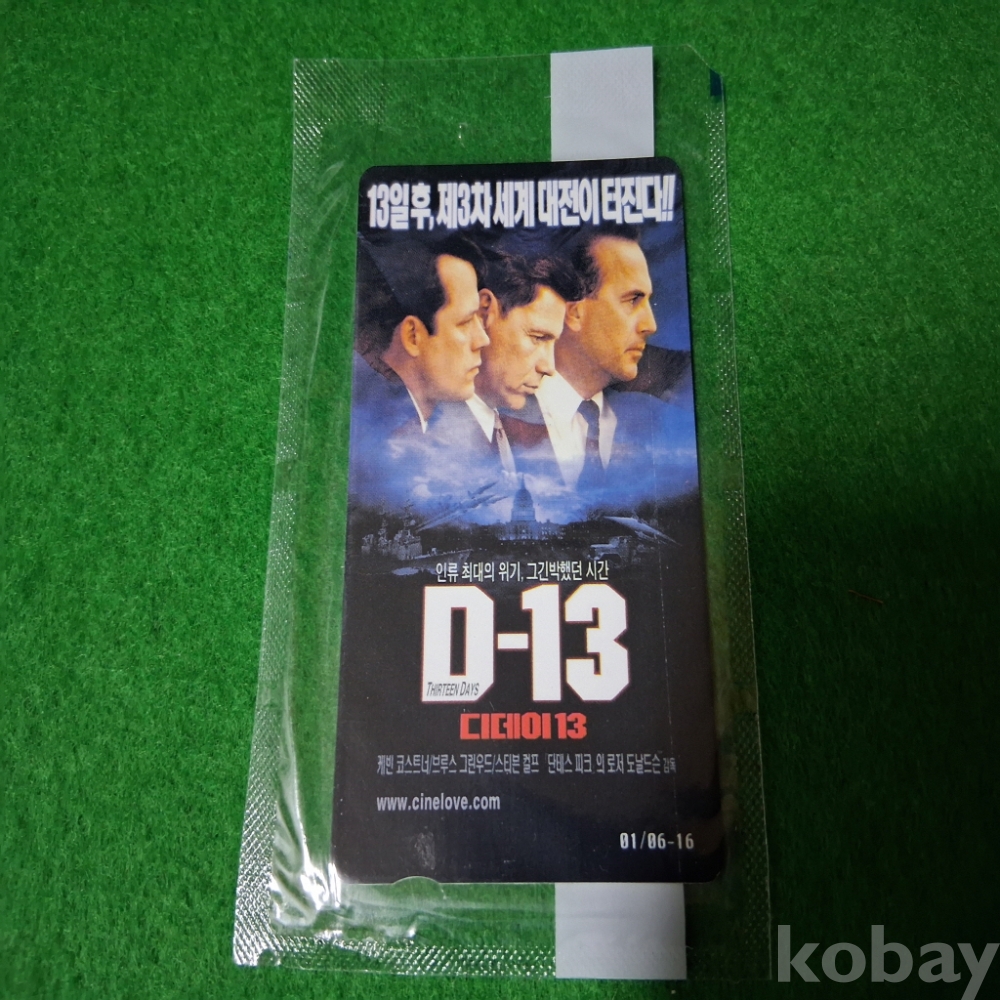 13일 후, 제3차 세계 대전이 터진다!!
인류 최대의 위기, 그 긴박했던 시간
D-13
THIRTEEN DAYS
디데이13
케빈 코스트너/브루스 그린우드/스티븐 컬프 "단테스 피크"의 로저 도날드슨 감독
www.cinelove.com
01/06-16
kobay